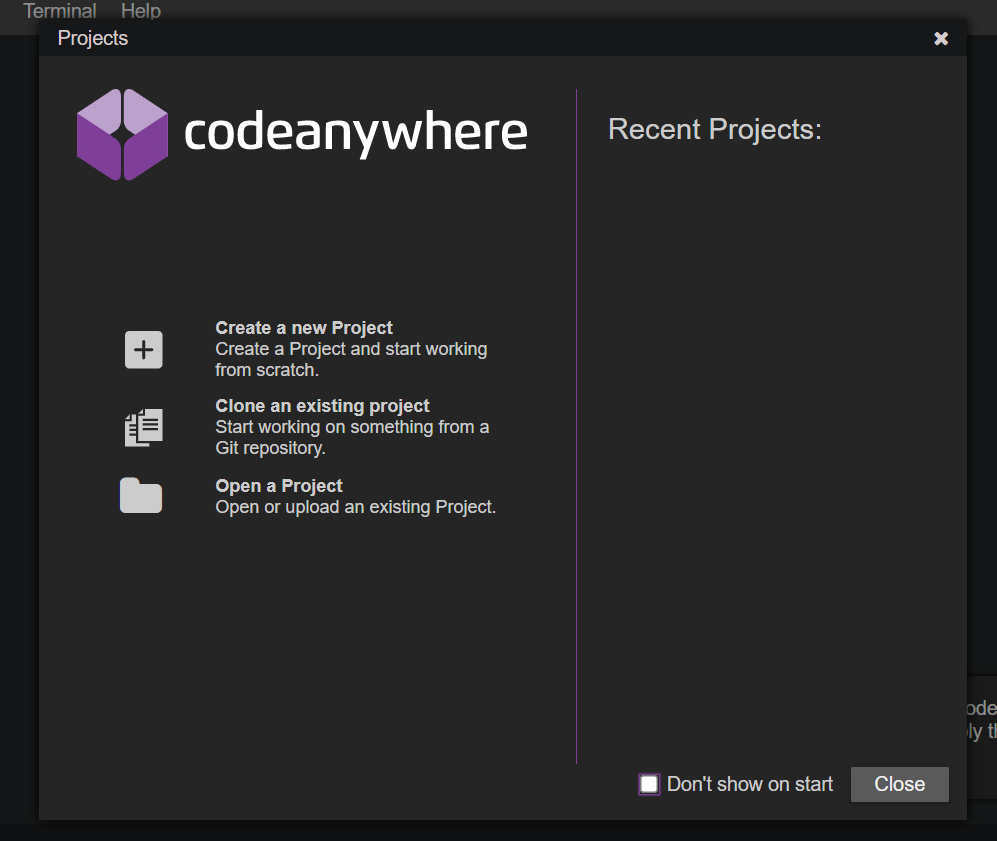 Terminal Help
Projects
codeanywhere
Recent Projects:
Create a new Project
Create a Project and start working
from scratch.
Clone an existing project
Start working on something from a
Git repository.
Open a Project
Open or upload an existing Project.
Don't show on start
Close